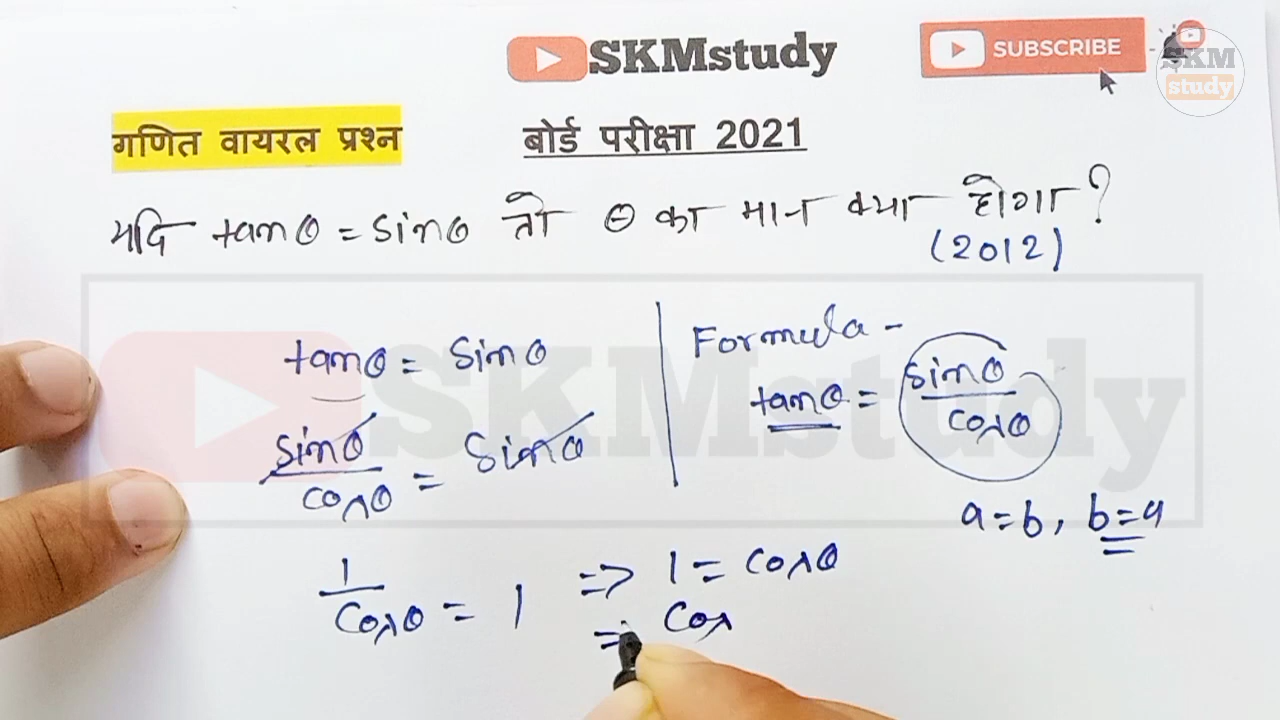 SKMstudy
SUBSCRIBE
SKM
study
गणित वायरल प्रश्न
बोर्ड परीक्षा 2021
यदि tanθ = sinθ तो θ का मान क्या होगा?
(2012)
SKMstudy
tanθ = sinθ
Formula -
tanθ = sinθ/cosθ
sinθ/cosθ = sinθ
a=b, b=a
1/cosθ = 1 ⇒ 1 = cosθ
⇒ cos